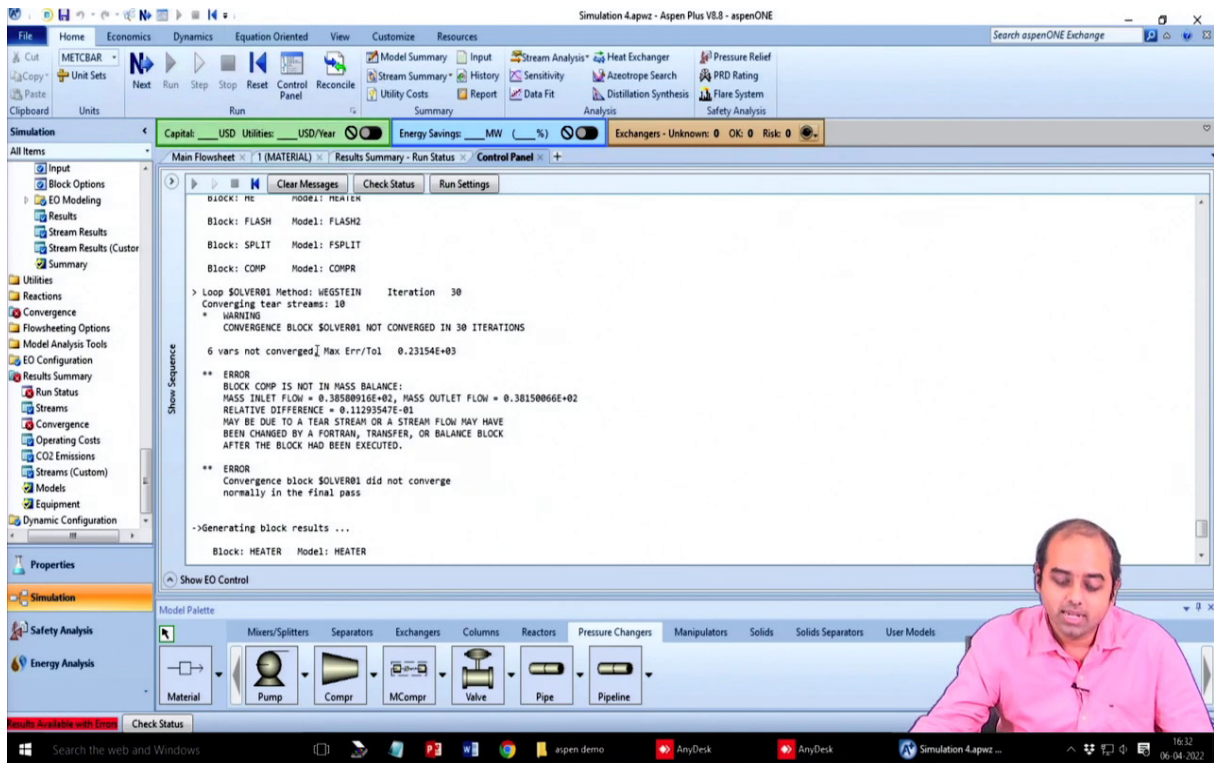 Simulation 4.apwz - Aspen Plus V8.8 - aspenONE
File Home Economics Dynamics Equation Oriented View Customize Resources
Search aspenONE Exchange
Cut
Copy
Paste
Clipboard
METCBAR
Unit Sets
Units
Next Run Step Stop Reset Control Panel Reconcile
Run
Model Summary Input
Stream Summary History
Utility Costs Report
Summary
Stream Analysis Heat Exchanger
Sensitivity Azeotrope Search
Data Fit Distillation Synthesis
Analysis
Pressure Relief
PRD Rating
Flare System
Safety Analysis
Simulation
Capital: ____ USD Utilities: ____ USD/Year
Energy Savings: ____ MW ( ____ %)
Exchangers - Unknown: 0 OK: 0 Risk: 0
All Items
Main Flowsheet 1 (MATERIAL) Results Summary - Run Status Control Panel +
Input
Block Options
EO Modeling
Results
Stream Results
Stream Results (Custor
Summary
Utilities
Reactions
Convergence
Flowsheeting Options
Model Analysis Tools
EO Configuration
Results Summary
Run Status
Streams
Convergence
Operating Costs
CO2 Emissions
Streams (Custom)
Models
Equipment
Dynamic Configuration
Properties
Simulation
Safety Analysis
Energy Analysis
Clear Messages Check Status Run Settings
Show Sequence
Block: HE Model: HEATER
Block: FLASH Model: FLASH2
Block: SPLIT Model: FSPLIT
Block: COMP Model: COMPR
> Loop $OLVER01 Method: WEGSTEIN Iteration 30
Converging tear streams: 10
* WARNING
CONVERGENCE BLOCK $OLVER01 NOT CONVERGED IN 30 ITERATIONS
6 vars not converged, Max Err/Tol 0.23154E+03
** ERROR
BLOCK COMP IS NOT IN MASS BALANCE:
MASS INLET FLOW = 0.38580916E+02, MASS OUTLET FLOW = 0.38150066E+02
RELATIVE DIFFERENCE = 0.11293547E-01
MAY BE DUE TO A TEAR STREAM OR A STREAM FLOW MAY HAVE
BEEN CHANGED BY A FORTRAN, TRANSFER, OR BALANCE BLOCK
AFTER THE BLOCK HAD BEEN EXECUTED.
** ERROR
Convergence block $OLVER01 did not converge
normally in the final pass
->Generating block results ...
Block: HEATER Model: HEATER
Show EO Control
Model Palette
Mixers/Splitters Separators Exchangers Columns Reactors Pressure Changers Manipulators Solids Solids Separators User Models
Material Pump Compr MCompr Valve Pipe Pipeline
Results Available with Errors Check Status
Search the web and Windows
aspen demo
AnyDesk
AnyDesk
Simulation 4.apwz ...
16:32
06-04-2022